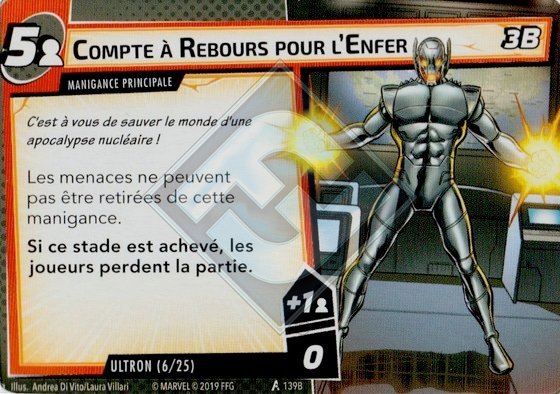 5
COMPTE À REBOURS POUR L'ENFER
3B
MANIGANCE PRINCIPALE
C'est à vous de sauver le monde d'une
apocalypse nucléaire !
Les menaces ne peuvent
pas être retirées de cette
manigance.
Si ce stade est achevé, les
joueurs perdent la partie.
+1
0
ULTRON (6/25)
Illus. Andrea Di Vito/Laura Villari
© MARVEL © 2019 FFG
139B